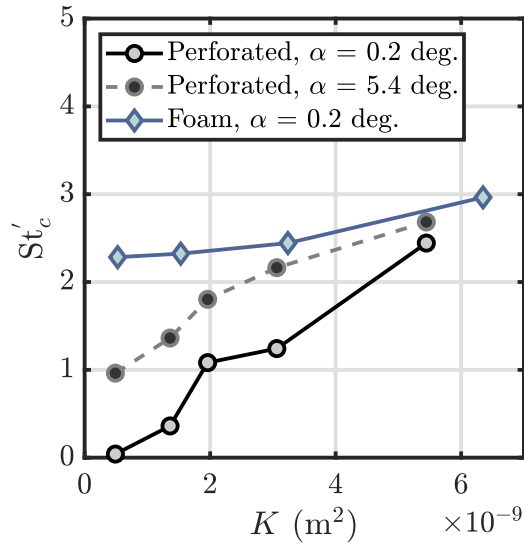 5
4
3
2
1
0
St′c
Perforated, α = 0.2 deg.
Perforated, α = 5.4 deg.
Foam, α = 0.2 deg.
0 2 4 6
K (m²) ×10⁻⁹